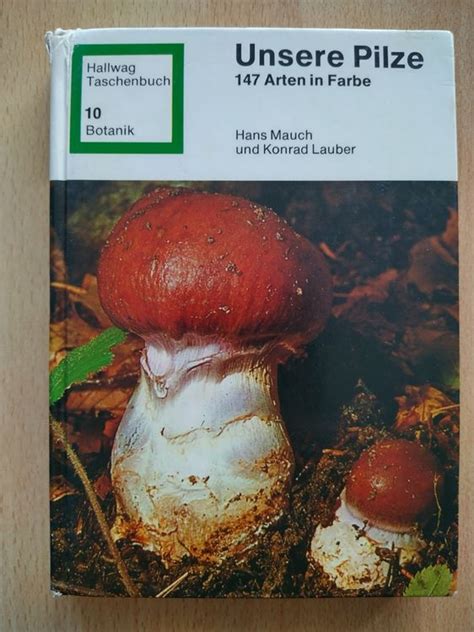 Hallwag
Taschenbuch
10
Botanik
Unsere Pilze
147 Arten in Farbe
Hans Mauch
und Konrad Lauber